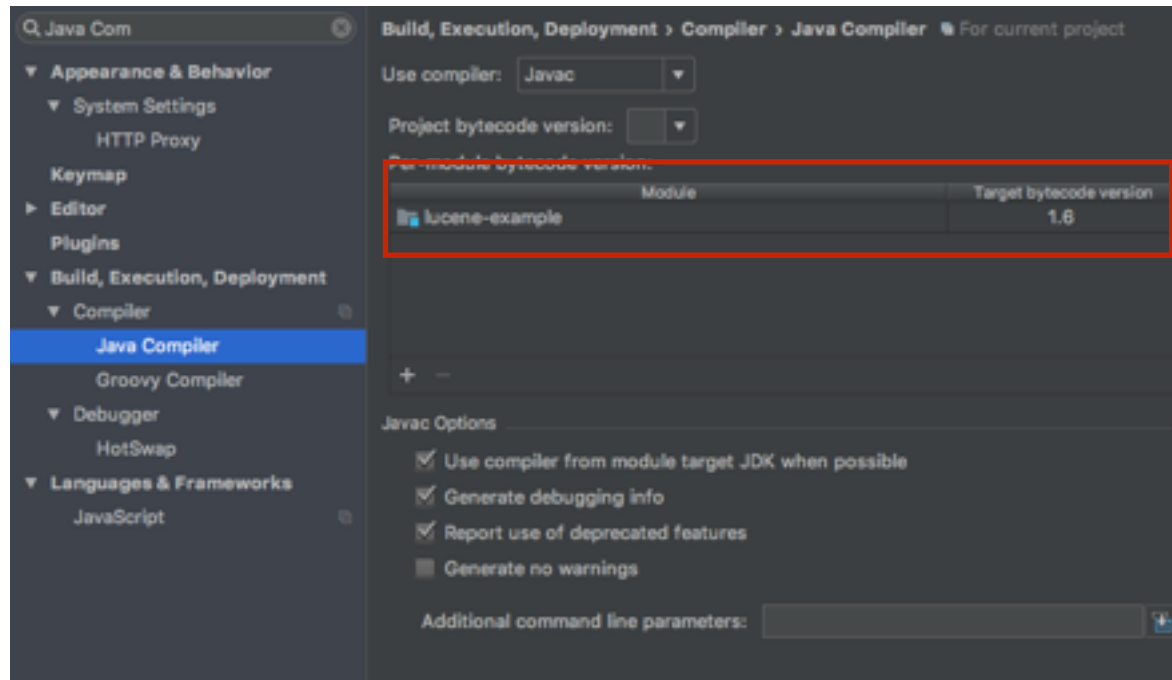 Java Com
Appearance & Behavior
System Settings
HTTP Proxy
Keymap
Editor
Plugins
Build, Execution, Deployment
Compiler
Java Compiler
Groovy Compiler
Debugger
HotSwap
Languages & Frameworks
JavaScript
Build, Execution, Deployment › Compiler › Java Compiler For current project
Use compiler: Javac
Project bytecode version:
Per-module bytecode version:
Module Target bytecode version
lucene-example 1.6
+ −
Javac Options
Use compiler from module target JDK when possible
Generate debugging info
Report use of deprecated features
Generate no warnings
Additional command line parameters: